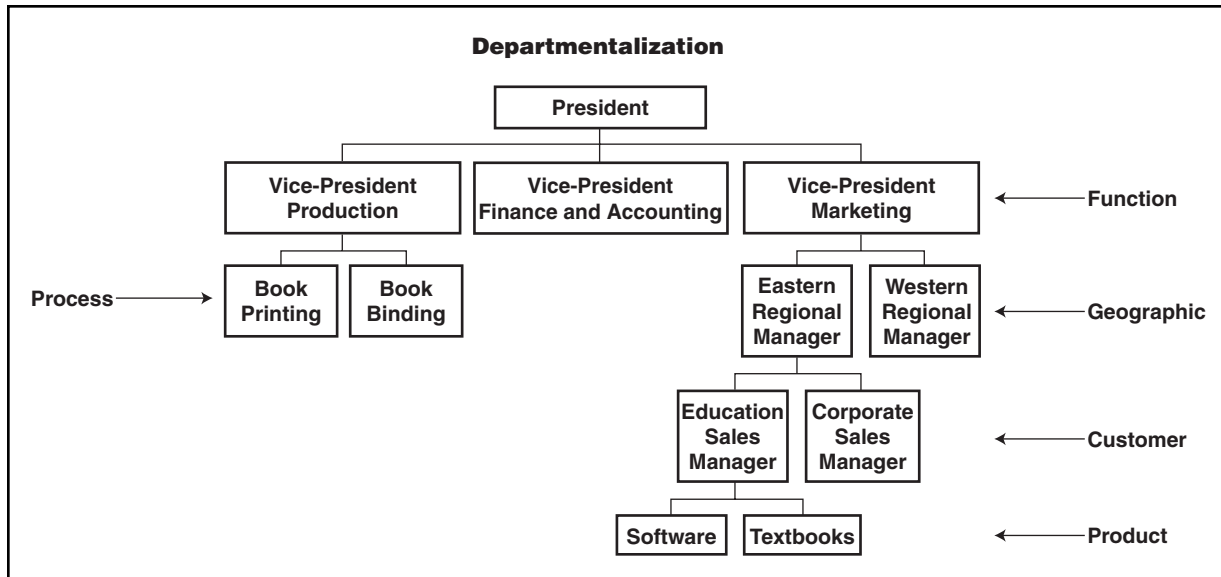 Departmentalization
President
Vice-President
Production
Vice-President
Finance and Accounting
Vice-President
Marketing
Function
Process
Book
Printing
Book
Binding
Eastern
Regional
Manager
Western
Regional
Manager
Geographic
Education
Sales
Manager
Corporate
Sales
Manager
Customer
Software
Textbooks
Product